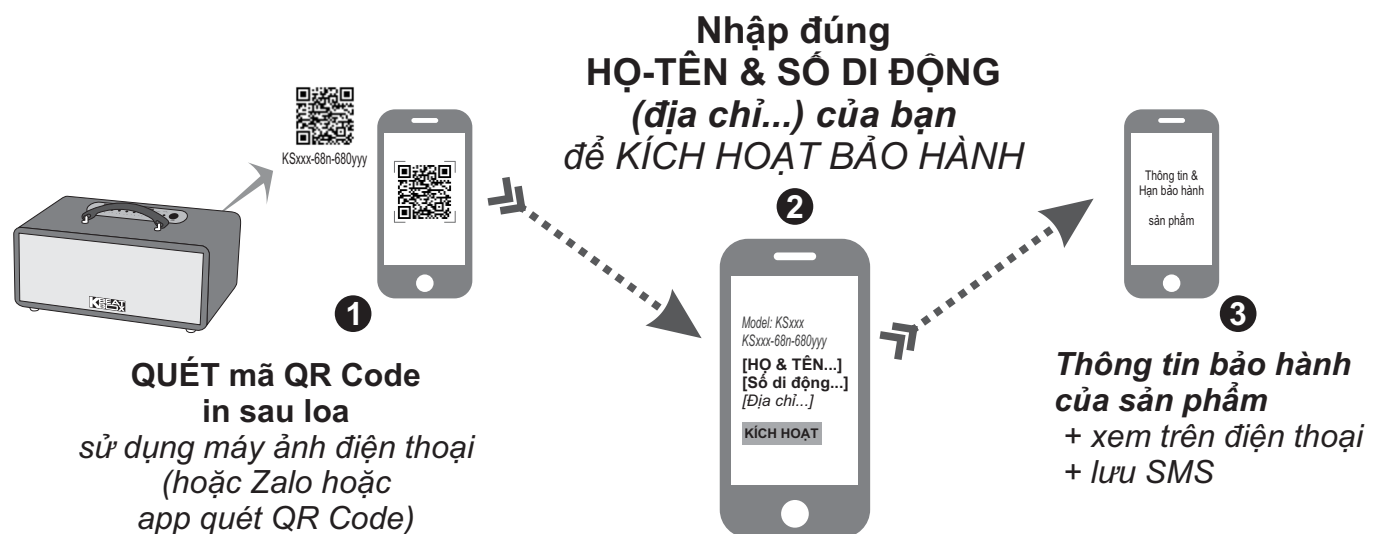 KSxxx-68n-680yyy
❶
QUÉT mã QR Code
in sau loa
sử dụng máy ảnh điện thoại
(hoặc Zalo hoặc
app quét QR Code)
Nhập đúng
HỌ-TÊN & SỐ DI ĐỘNG
(địa chỉ...) của bạn
để KÍCH HOẠT BẢO HÀNH
❷
Model: KSxxx
KSxxx-68n-680yyy
[HỌ & TÊN...]
[Số di động...]
[Địa chỉ...]
KÍCH HOẠT
Thông tin &
Hạn bảo hành
sản phẩm
❸
Thông tin bảo hành
của sản phẩm
+ xem trên điện thoại
+ lưu SMS